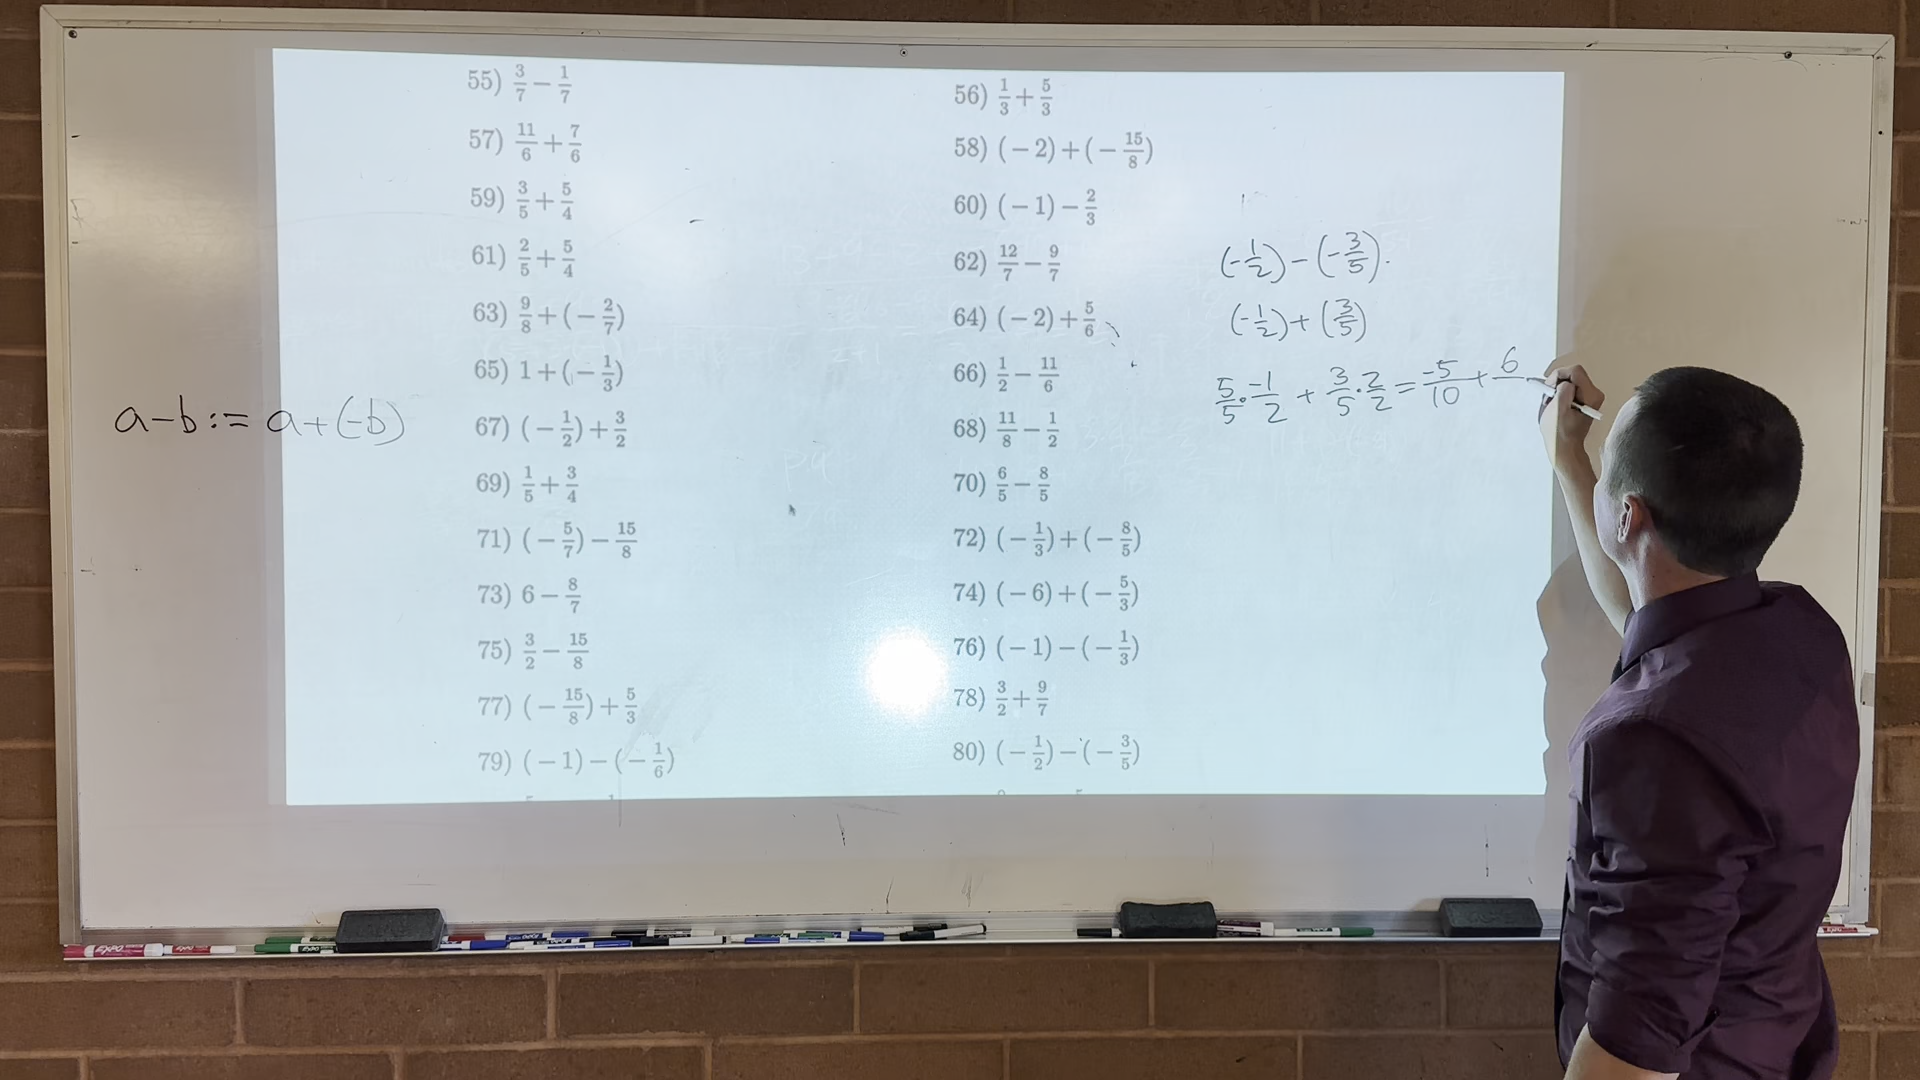 55) 3/7 − 1/7
56) 1/3 + 5/3
57) 11/6 + 7/6
58) (−2) + (−15/8)
59) 3/5 + 5/4
60) (−1) − 2/3
61) 2/5 + 5/4
62) 12/7 − 9/7
63) 9/8 + (−2/7)
64) (−2) + 5/6
65) 1 + (−1/3)
66) 1/2 − 11/6
67) (−1/2) + 3/2
68) 11/8 − 1/2
69) 1/5 + 3/4
70) 6/5 − 8/5
71) (−5/7) − 15/8
72) (−1/3) + (−8/5)
73) 6 − 8/7
74) (−6) + (−5/3)
75) 3/2 − 15/8
76) (−1) − (−1/3)
77) (−15/8) + 5/3
78) 3/2 + 9/7
79) (−1) − (−1/6)
80) (−1/2) − (−3/5)
a−b := a+(−b)
(−1/2) − (−3/5).
(−1/2) + (3/5)
5/5 · −1/2 + 3/5 · 2/2 = −5/10 + 6